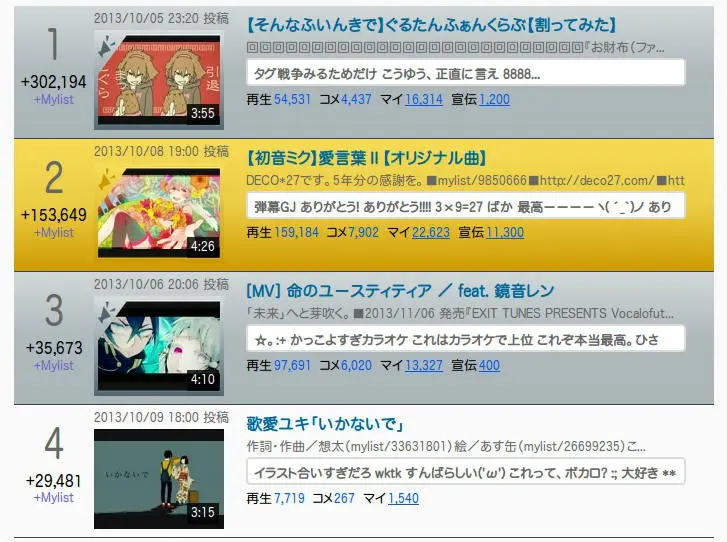 1
+302,194
+Mylist
2013/10/05 23:20 投稿
引退
3:55
【そんなふいんきで】ぐるたんふぁんくらぶ【割ってみた】
回回回回回回回回回回回回回回回回回回回回回回回回回回『お財布(ファ...
タグ戦争みるためだけ こうゆう、正直に言え 8888...
再生 54,531 コメ 4,437 マイ 16,314 宣伝 1,200
2
+153,649
+Mylist
2013/10/08 19:00 投稿
4:26
【初音ミク】愛言葉Ⅱ【オリジナル曲】
DECO*27です。5年分の感謝を。■mylist/9850666■http://deco27.com/■htt
弾幕GJ ありがとう! ありがとう!!!! 3×9=27 ばか 最高ーーーーヽ( ´_`)ノ あり
再生 159,184 コメ 7,902 マイ 22,623 宣伝 11,300
3
+35,673
+Mylist
2013/10/06 20:06 投稿
4:10
[MV] 命のユースティティア ／ feat. 鏡音レン
「未来」へと芽吹く。■2013/11/06 発売『EXIT TUNES PRESENTS Vocalofut...
☆。:+ かっこよすぎカラオケ これはカラオケで上位 これぞ本当最高。ひさ
再生 97,691 コメ 6,020 マイ 13,327 宣伝 400
4
+29,481
+Mylist
2013/10/09 18:00 投稿
いかないで
3:15
歌愛ユキ「いかないで」
作詞・作曲／想太(mylist/33631801) 絵／あす缶(mylist/26699235) こ...
イラスト合いすぎだろ wktk すんばらしい('ω') これって、ボカロ? :; 大好き **
再生 7,719 コメ 267 マイ 1,540